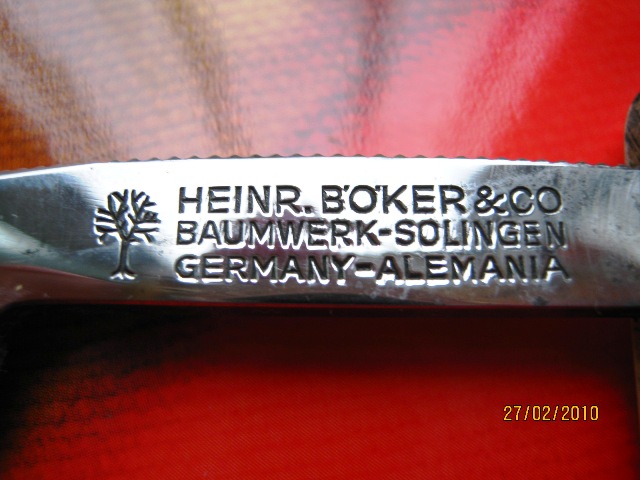 HEINR. BÖKER & CO
BAUMWERK-SOLINGEN
GERMANY-ALEMANIA
27/02/2010